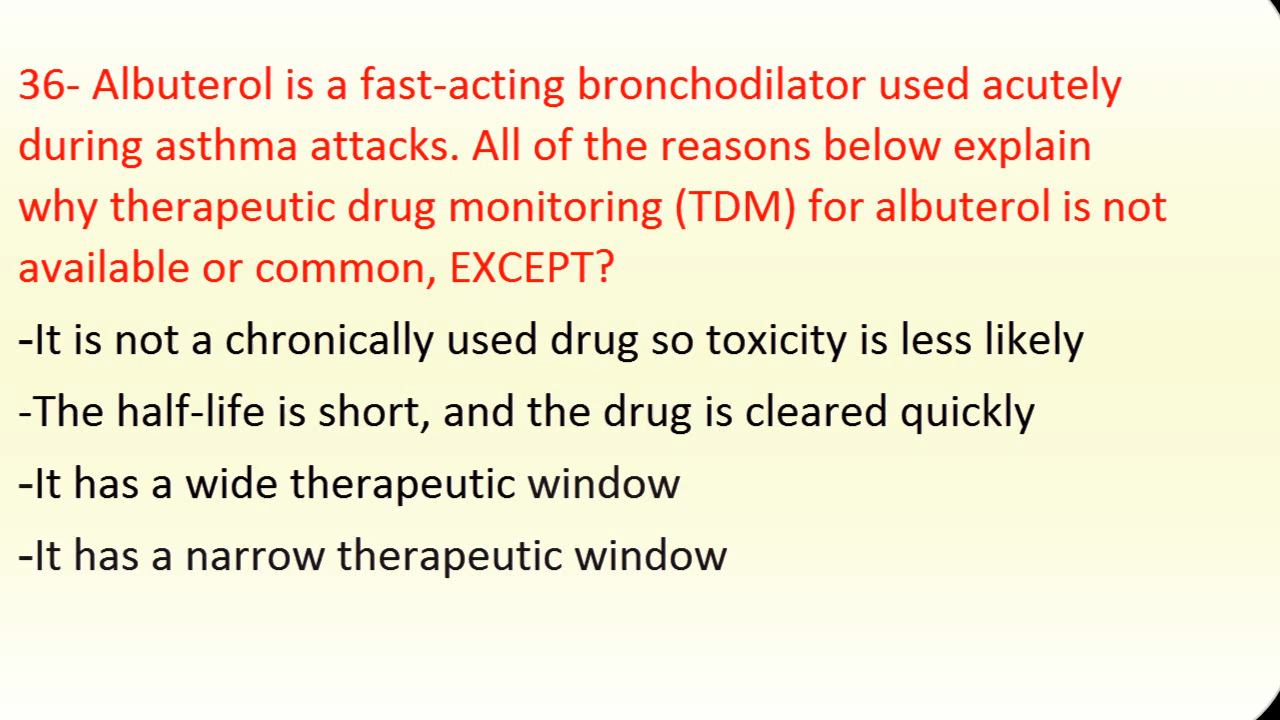 36- Albuterol is a fast-acting bronchodilator used acutely
during asthma attacks. All of the reasons below explain
why therapeutic drug monitoring (TDM) for albuterol is not
available or common, EXCEPT?
-It is not a chronically used drug so toxicity is less likely
-The half-life is short, and the drug is cleared quickly
-It has a wide therapeutic window
-It has a narrow therapeutic window